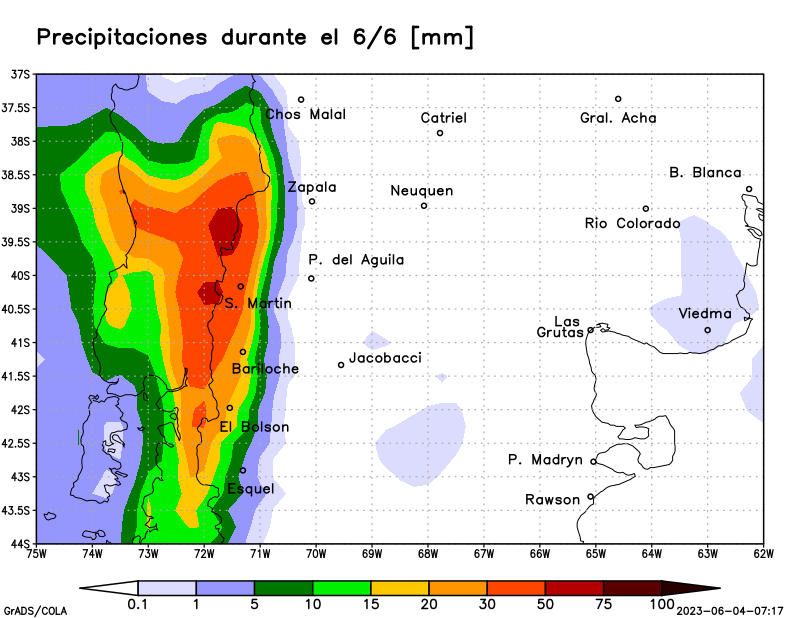 Precipitaciones durante el 6/6 [mm]
37S
37.5S
Chos Malal
Catriel
Gral. Acha
38S
38.5S
B. Blanca
Zapala
Neuquen
39S
Rio Colorado
39.5S
P. del Aguila
40S
S. Martin
40.5S
Viedma
Las
Grutas
41S
Jacobacci
Bariloche
41.5S
42S
El Bolson
42.5S
P. Madryn
43S
Esquel
Rawson
43.5S
44S
75W 74W 73W 72W 71W 70W 69W 68W 67W 66W 65W 64W 63W 62W
0.1 1 5 10 15 20 30 50 75 100
GrADS/COLA
2023-06-04-07:17